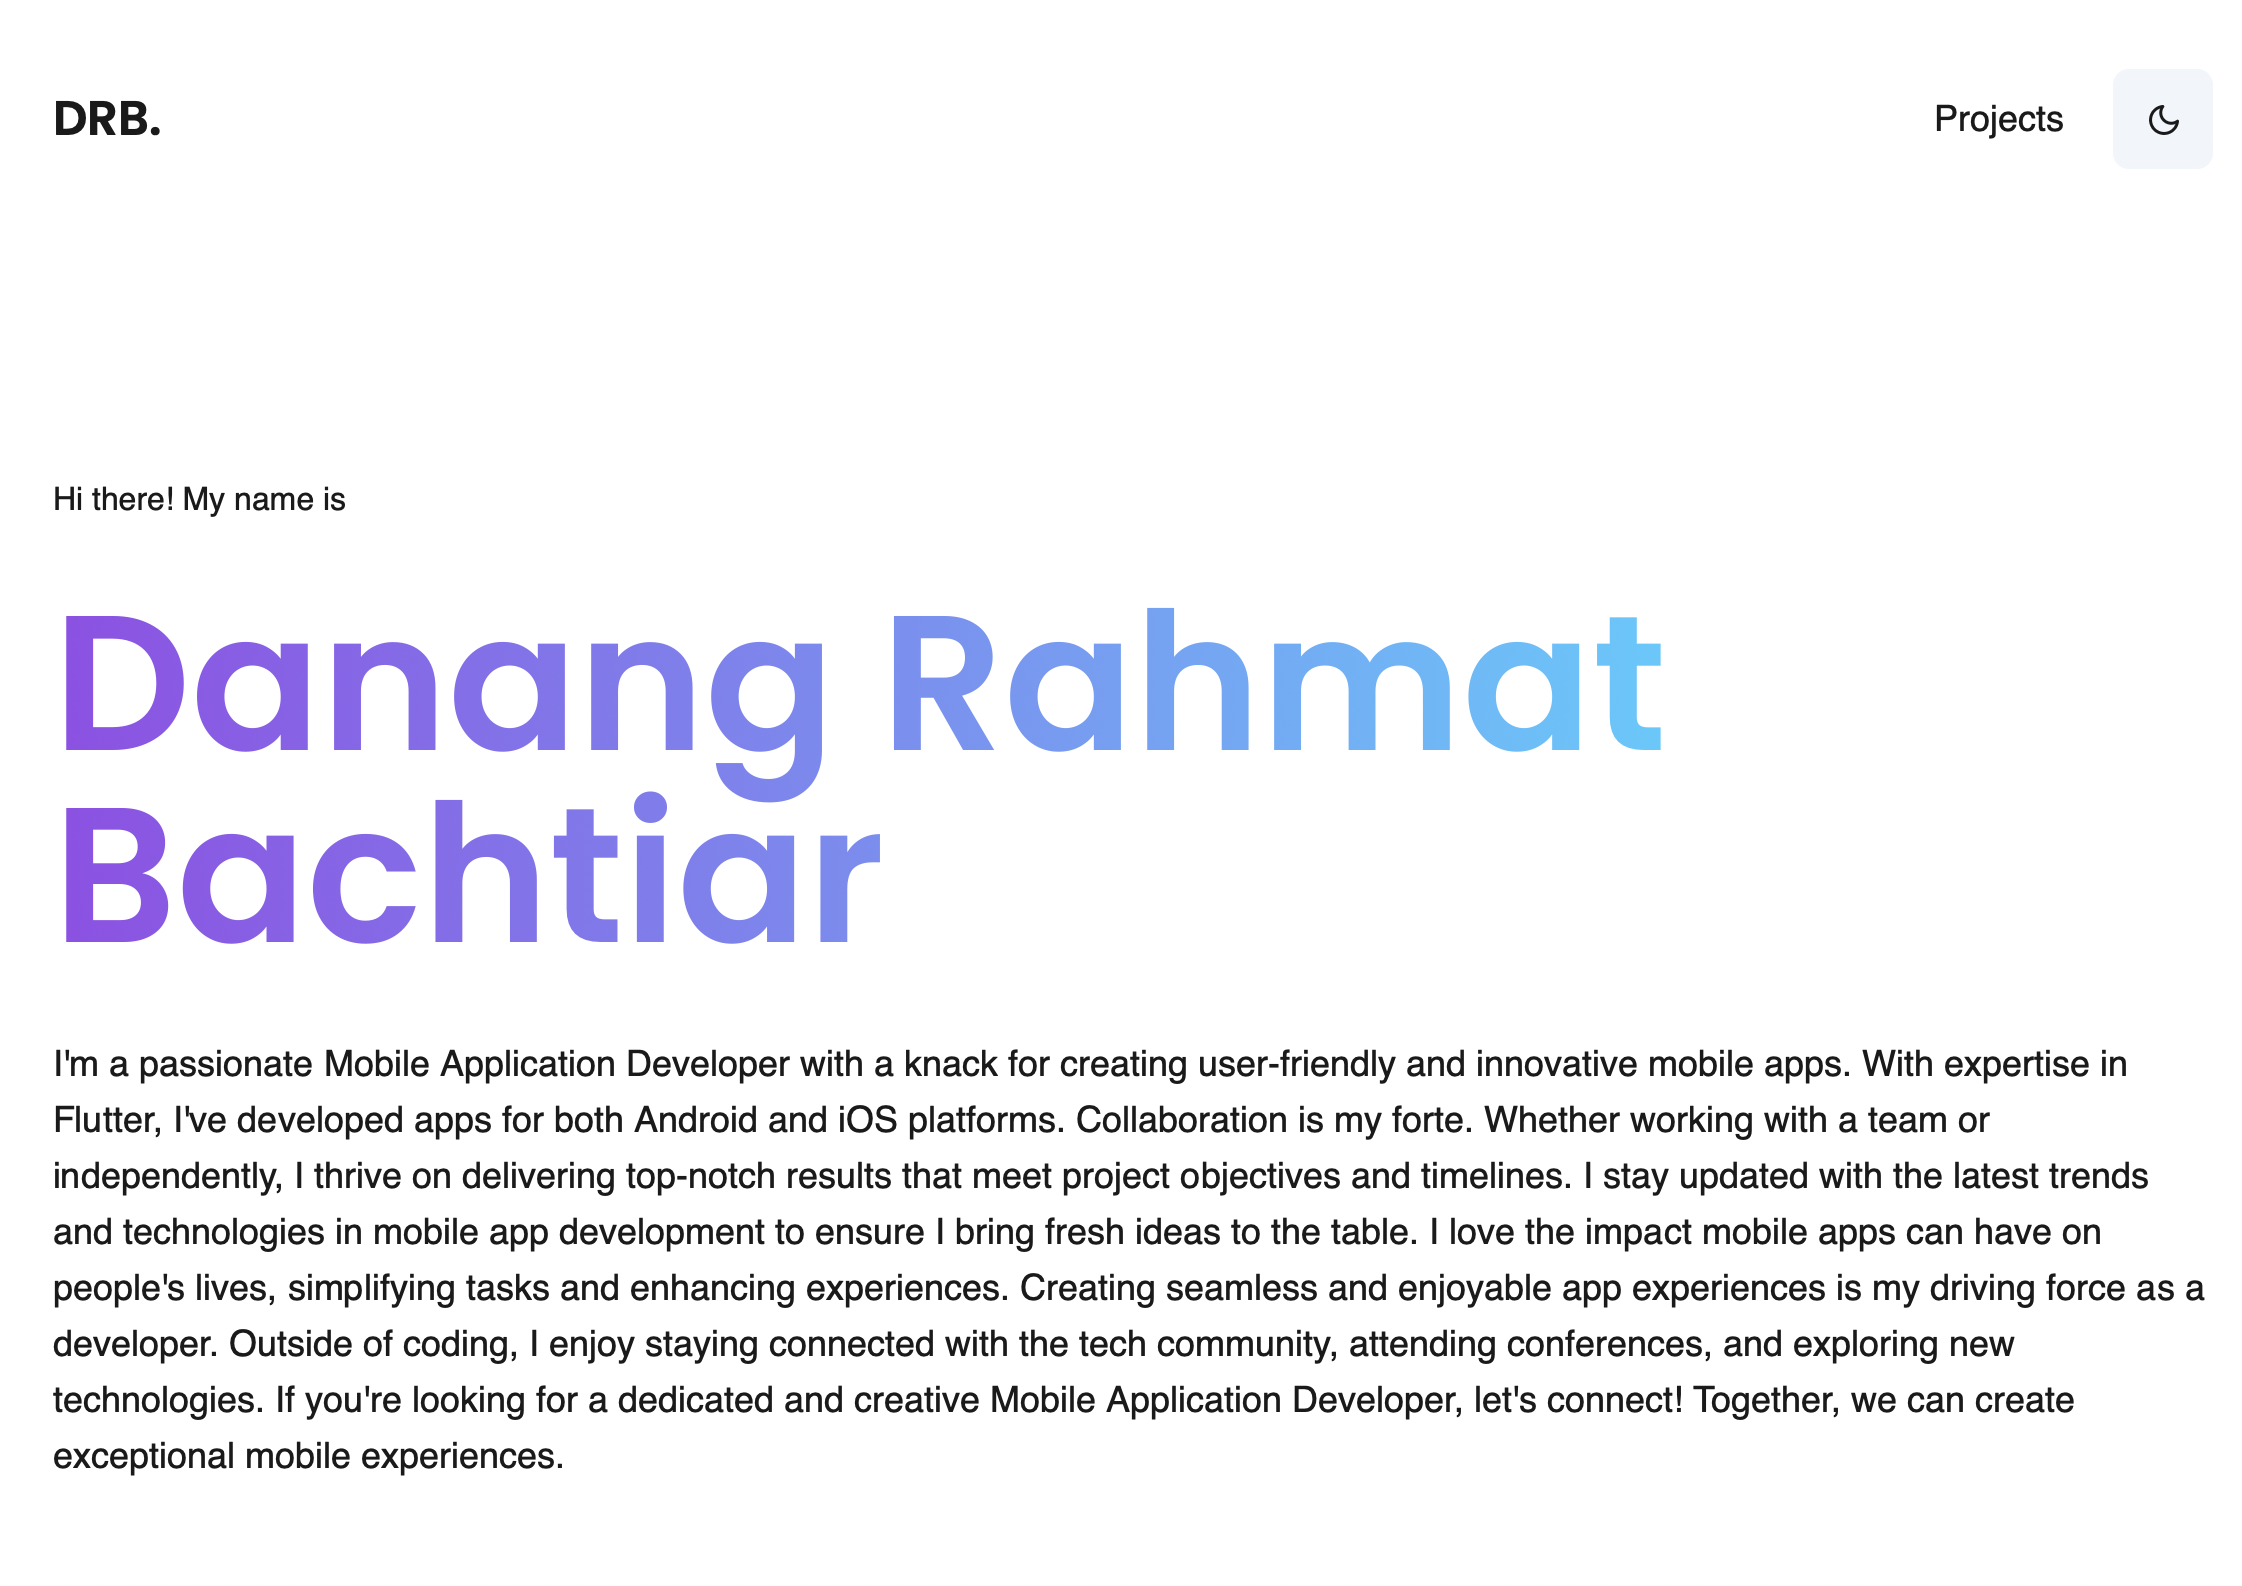 DRB.
Projects
Hi there! My name is
Danang Rahmat
Bachtiar
I'm a passionate Mobile Application Developer with a knack for creating user-friendly and innovative mobile apps. With expertise in
Flutter, I've developed apps for both Android and iOS platforms. Collaboration is my forte. Whether working with a team or
independently, I thrive on delivering top-notch results that meet project objectives and timelines. I stay updated with the latest trends
and technologies in mobile app development to ensure I bring fresh ideas to the table. I love the impact mobile apps can have on
people's lives, simplifying tasks and enhancing experiences. Creating seamless and enjoyable app experiences is my driving force as a
developer. Outside of coding, I enjoy staying connected with the tech community, attending conferences, and exploring new
technologies. If you're looking for a dedicated and creative Mobile Application Developer, let's connect! Together, we can create
exceptional mobile experiences.